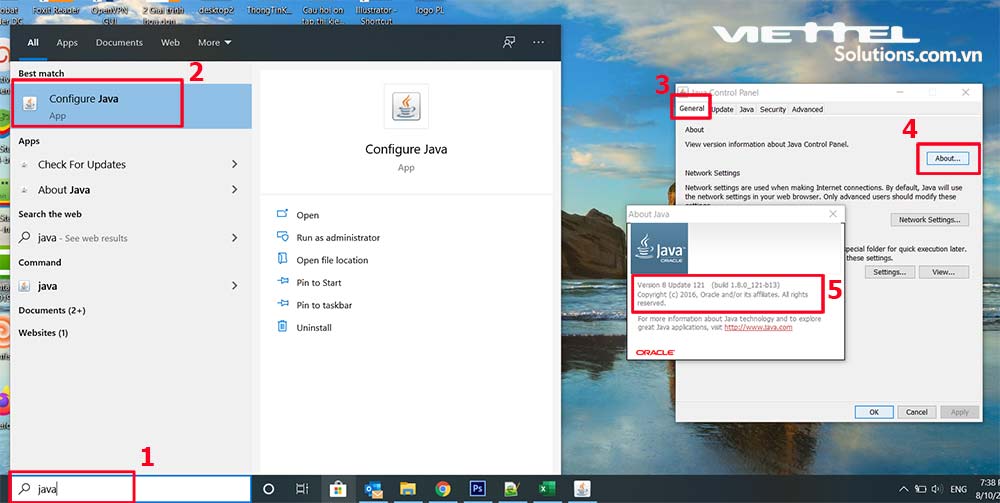 Foxit Reader
OpenVPN
GUI
2 Giai trinh
desktop2
Illustrator -
Shortcut
logo PL
VIETTEL
Solutions.com.vn
All
Apps
Documents
Web
More
Best match
2
Configure Java
App
Apps
Check For Updates
About Java
Search the web
java - See web results
Command
java
Documents (2+)
Websites (1)
Configure Java
App
Open
Run as administrator
Open file location
Pin to Start
Pin to taskbar
Uninstall
1
java
3
Java Control Panel
General
Update
Java
Security
Advanced
4
About
View version information about Java Control Panel.
About...
Network Settings
Network settings are used when making Internet connections. By default, Java will
use the network settings in your web browser. Only advanced users should modify these
Network Settings...
special folder for quick execution later.
these settings.
Settings...
View...
OK
Cancel
Apply
About Java
Java
ORACLE
5
Version 8 Update 121 (build 1.8.0_121-b13)
Copyright (c) 2016, Oracle and/or its affiliates. All rights
reserved.
For more information about Java technology and to explore
great Java applications, visit http://www.java.com
ORACLE
Ps
ENG
7:38
8/10